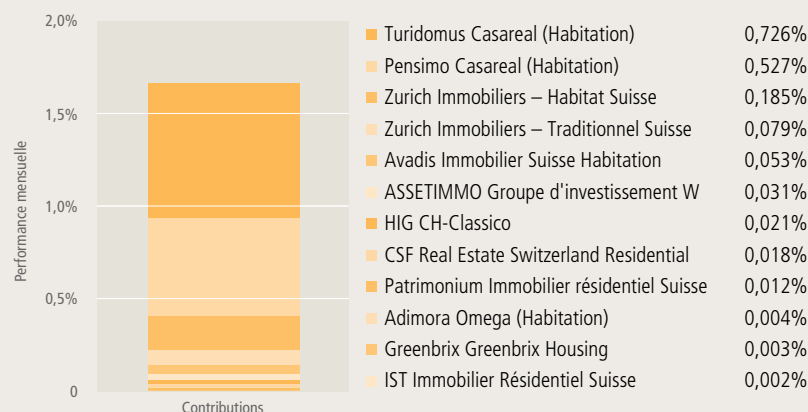 2,0%
1,5%
1,0%
0,5%
0
Performance mensuelle
Contributions
Turidomus Casareal (Habitation) 0,726%
Pensimo Casareal (Habitation) 0,527%
Zurich Immobiliers – Habitat Suisse 0,185%
Zurich Immobiliers – Traditionnel Suisse 0,079%
Avadis Immobilier Suisse Habitation 0,053%
ASSETIMMO Groupe d'investissement W 0,031%
HIG CH-Classico 0,021%
CSF Real Estate Switzerland Residential 0,018%
Patrimonium Immobilier résidentiel Suisse 0,012%
Adimora Omega (Habitation) 0,004%
Greenbrix Greenbrix Housing 0,003%
IST Immobilier Résidentiel Suisse 0,002%